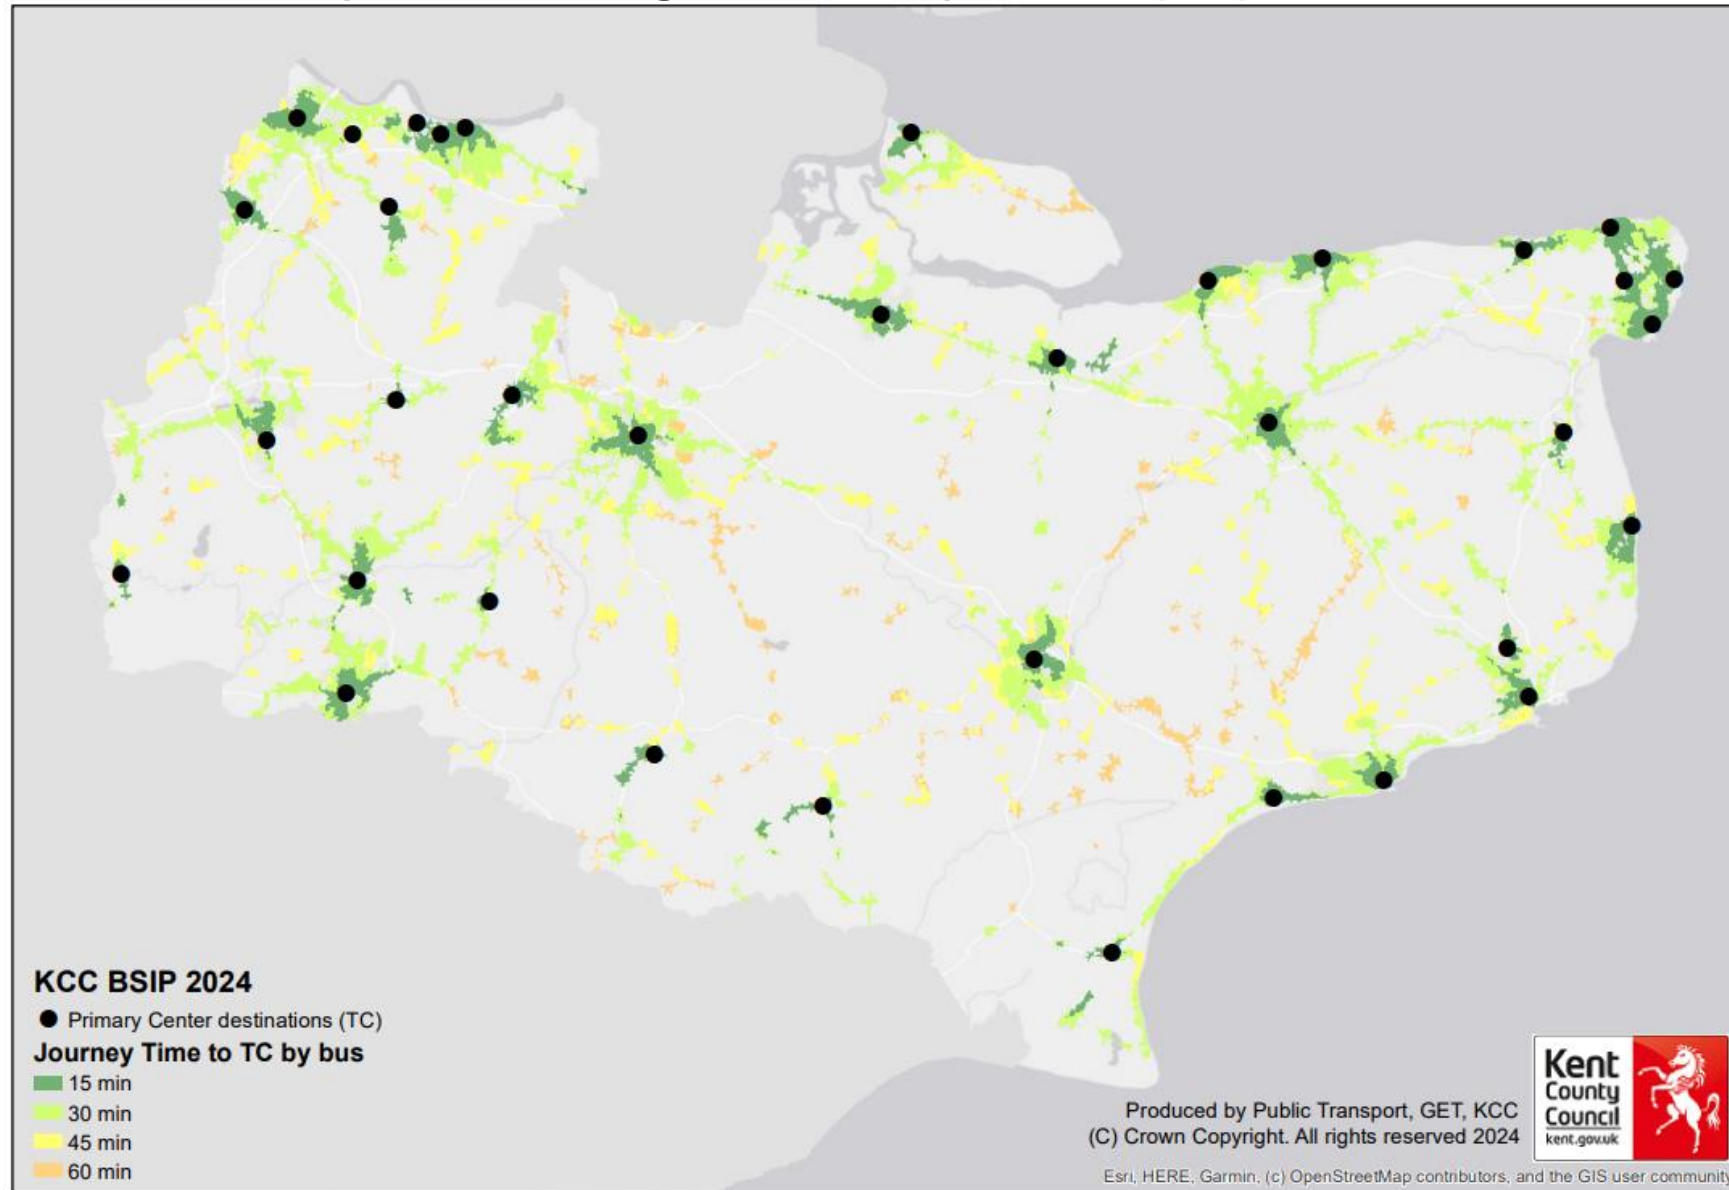 KCC BSIP 2024
Primary Center destinations (TC)
Journey Time to TC by bus
15 min
30 min
45 min
60 min
Produced by Public Transport, GET, KCC
(C) Crown Copyright. All rights reserved 2024
Kent
County
Council
kent.gov.uk
Esri, HERE, Garmin, (c) OpenStreetMap contributors, and the GIS user community